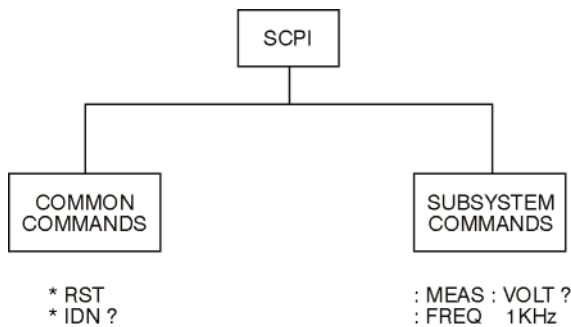 SCPI
COMMON
COMMANDS
SUBSYSTEM
COMMANDS
* RST
* IDN ?
: MEAS : VOLT ?
: FREQ 1KHz